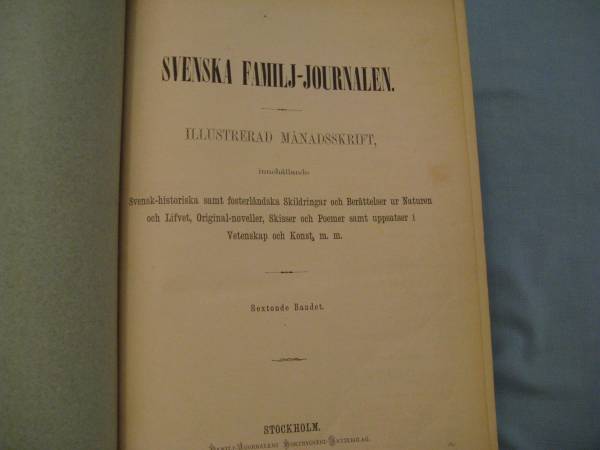 SVENSKA FAMILJ-JOURNALEN.
ILLUSTRERAD MÅNADSSKRIFT,
innehållande
Svensk-historiska samt fosterländska Skildringar och Berättelser ur Naturen
och Lifvet, Original-noveller, Skisser och Poemer samt uppsatser i
Vetenskap och Konst, m. m.
Sextonde Bandet.
STOCKHOLM.